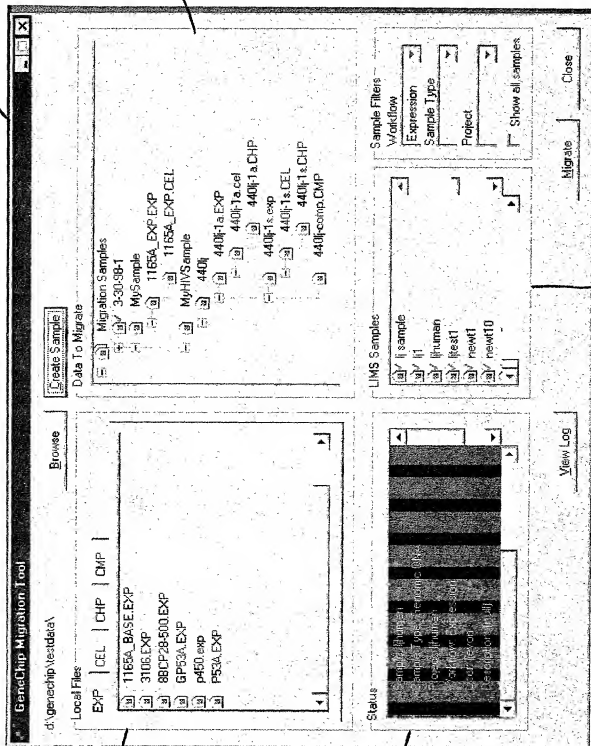 GeneChip Migration Tool
d:\genechip\testdata\
Browse
Create Sample
Local Files
EXP CEL CHP CMP
1165A_BASE.EXP
3106.EXP
8BCP28-500.EXP
GP53A.EXP
p450.exp
P53A.EXP
Data To Migrate
Migration Samples
3-30-98-1
MySample
1165A_EXP.EXP
1165A_EXP.CEL
MyHIVSample
440lj
440lj-1a.EXP
440lj-1a.cel
440lj-1a.CHP
440lj-1s.exp
440lj-1s.CEL
440lj-1s.CHP
440lj-comp.CMP
Status
LIMS Samples
lj sample
lj1
ljhuman
ljtest1
newt1
newt10
Sample Filters
Workflow
Expression
Sample Type
Project
Show all samples
View Log
Migrate
Close